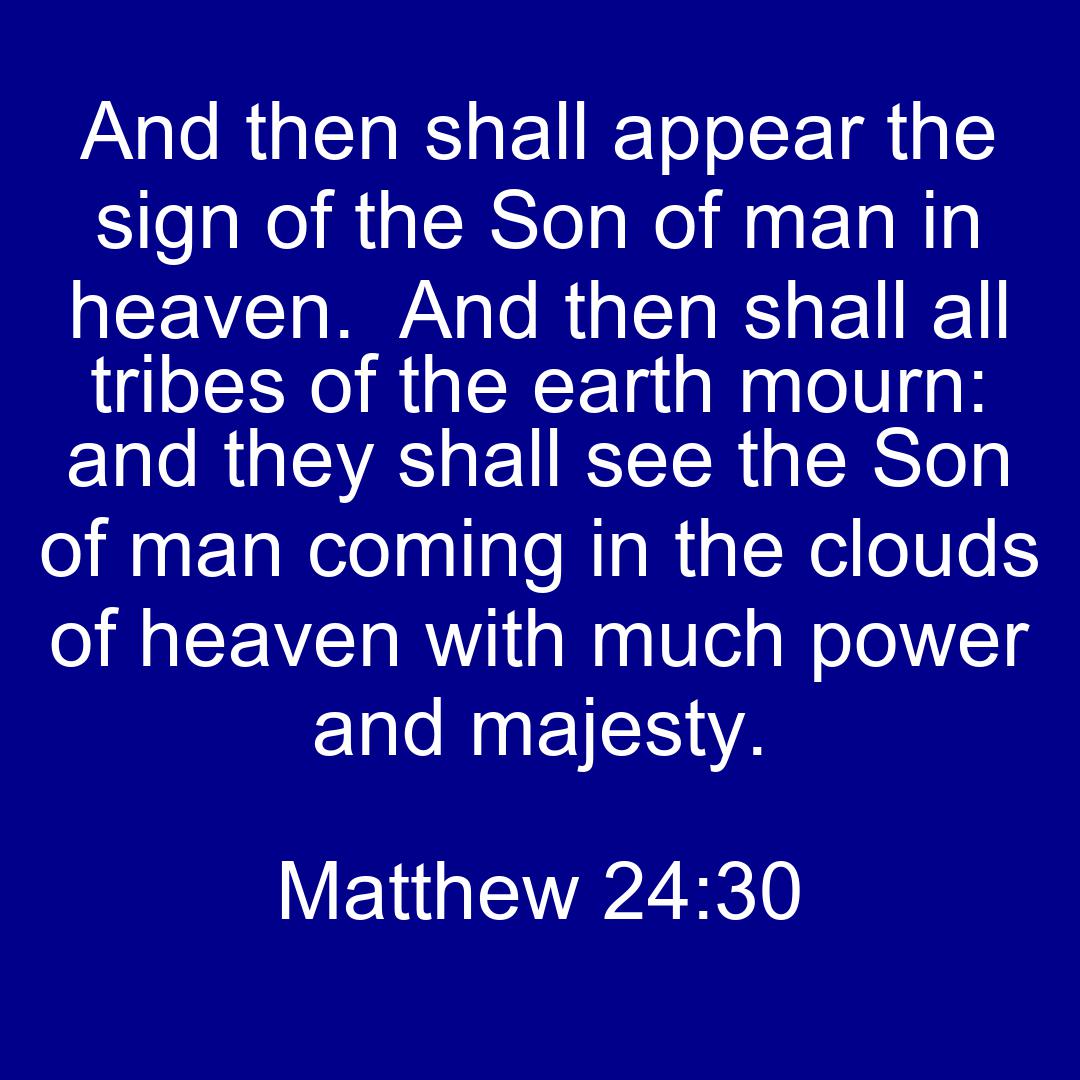 And then shall appear the
sign of the Son of man in
heaven.  And then shall all
tribes of the earth mourn:
and they shall see the Son
of man coming in the clouds
of heaven with much power
and majesty.
Matthew 24:30